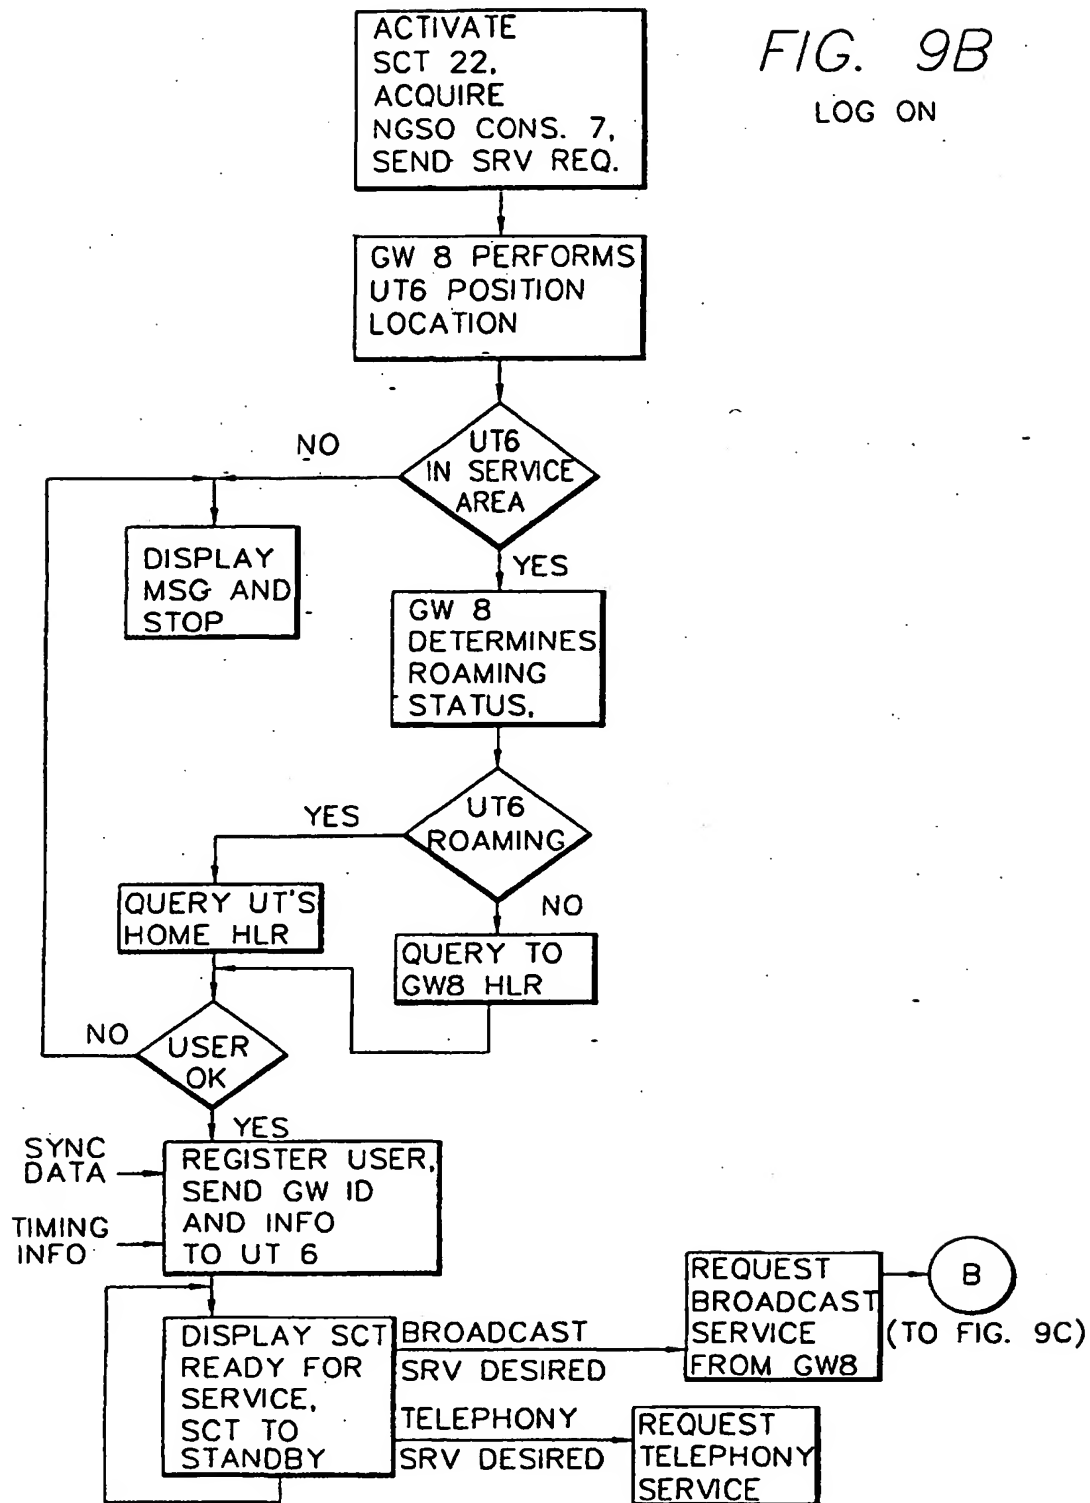 FIG. 9B
LOG ON
ACTIVATE
SCT 22,
ACQUIRE
NGSO CONS. 7,
SEND SRV REQ.
GW 8 PERFORMS
UT6 POSITION
LOCATION
UT6
IN SERVICE
AREA
NO
YES
DISPLAY
MSG AND
STOP
GW 8
DETERMINES
ROAMING
STATUS.
UT6
ROAMING
YES
NO
QUERY UT'S
HOME HLR
QUERY TO
GW8 HLR
USER
OK
NO
YES
SYNC
DATA
TIMING
INFO
REGISTER USER,
SEND GW ID
AND INFO
TO UT 6
DISPLAY SCT
READY FOR
SERVICE,
SCT TO
STANDBY
BROADCAST
SRV DESIRED
REQUEST
BROADCAST
SERVICE
FROM GW8
B
(TO FIG. 9C)
TELEPHONY
SRV DESIRED
REQUEST
TELEPHONY
SERVICE